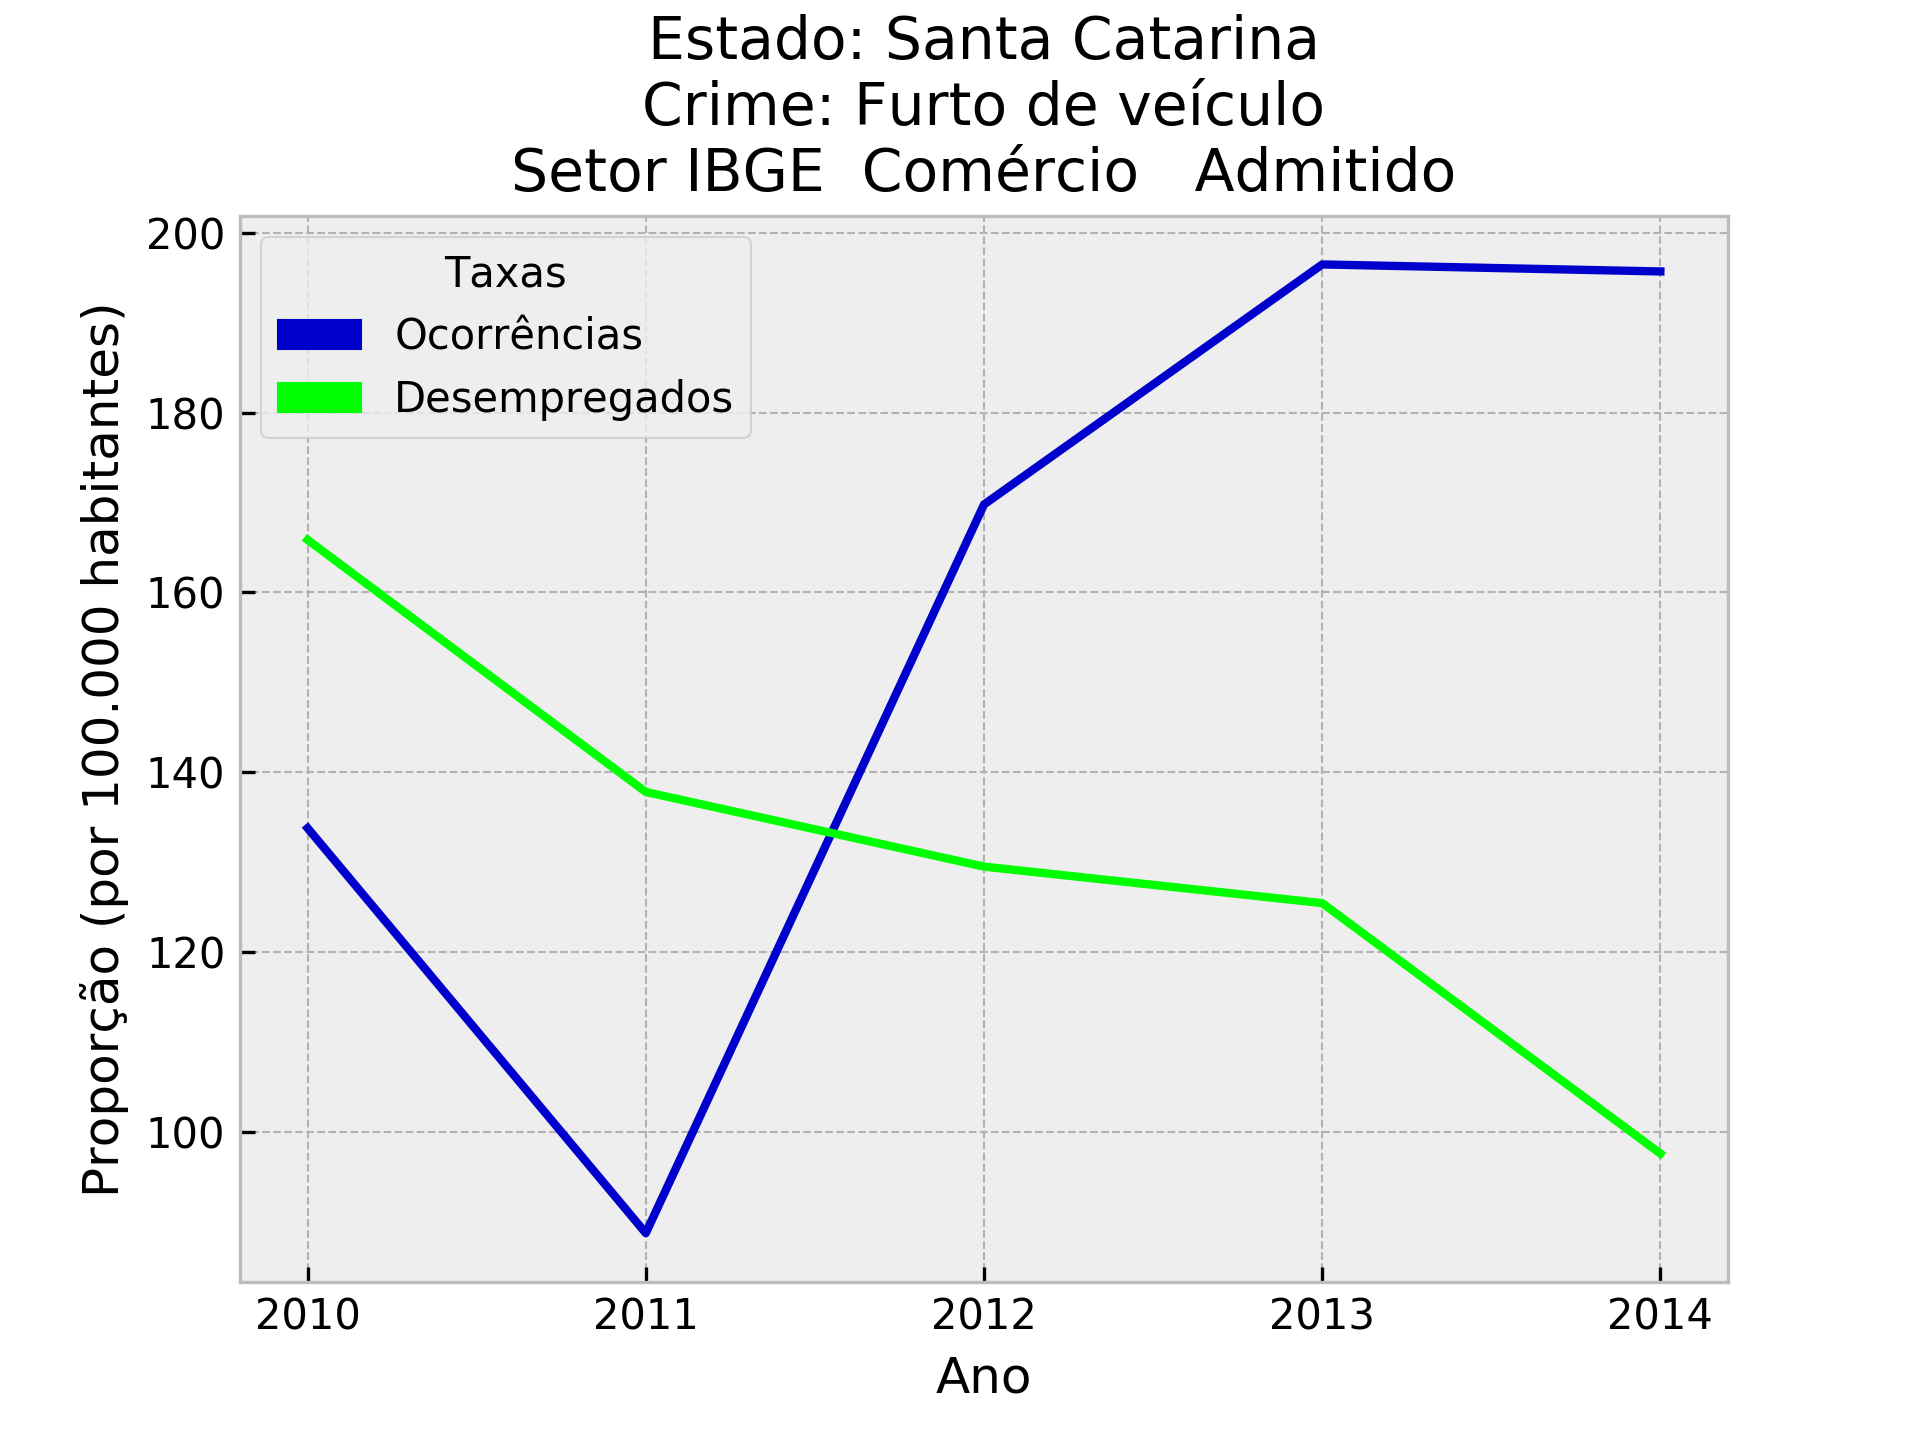 Estado: Santa Catarina
Crime: Furto de veículo
Setor IBGE  Comércio   Admitido
Proporção (por 100.000 habitantes)
200
180
160
140
120
100
Taxas
Ocorrências
Desempregados
2010 2011 2012 2013 2014
Ano